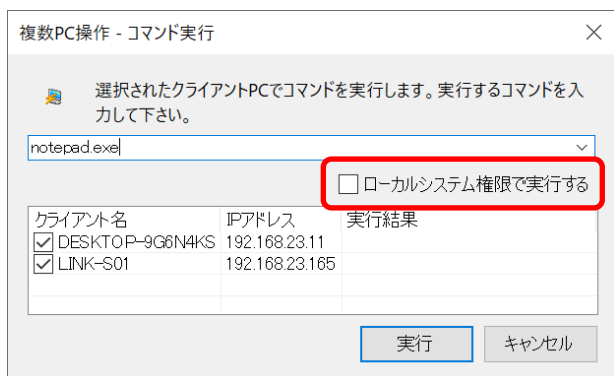 複数PC操作 - コマンド実行
選択されたクライアントPCでコマンドを実行します。実行するコマンドを入
力して下さい。
notepad.exe
ローカルシステム権限で実行する
クライアント名 IPアドレス 実行結果
DESKTOP-9G6N4KS 192.168.23.11
LINK-S01 192.168.23.165
実行 キャンセル